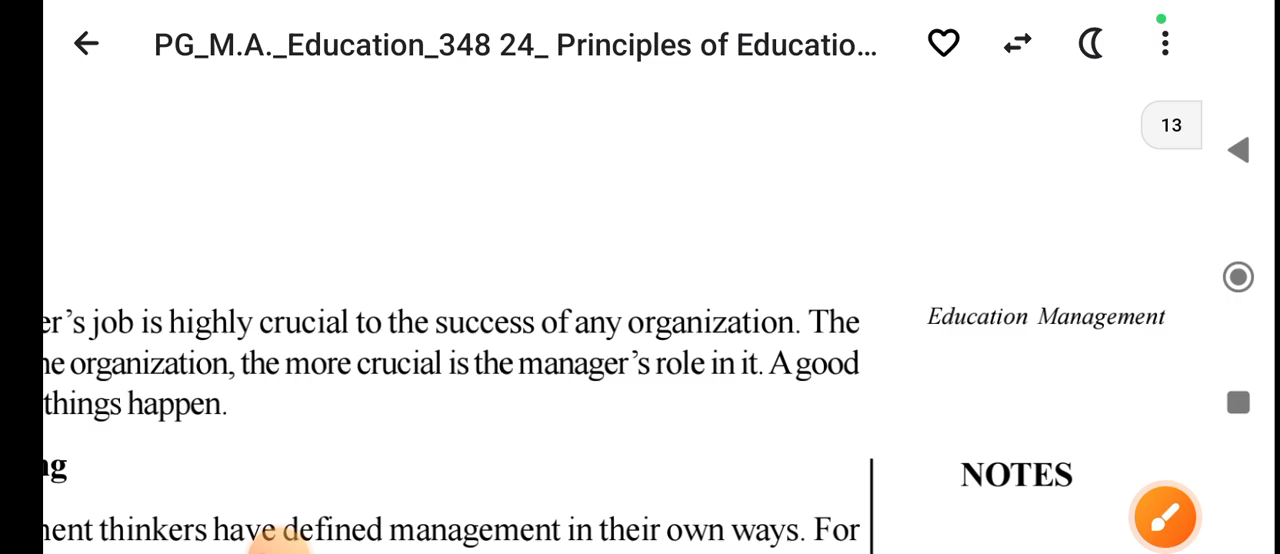 PG_M.A._Education_348 24_ Principles of Educatio...
13
er's job is highly crucial to the success of any organization. The
Education Management
organization, the more crucial is the manager's role in it. A good
things happen.
NOTES
thinkers have defined management in their own ways. For